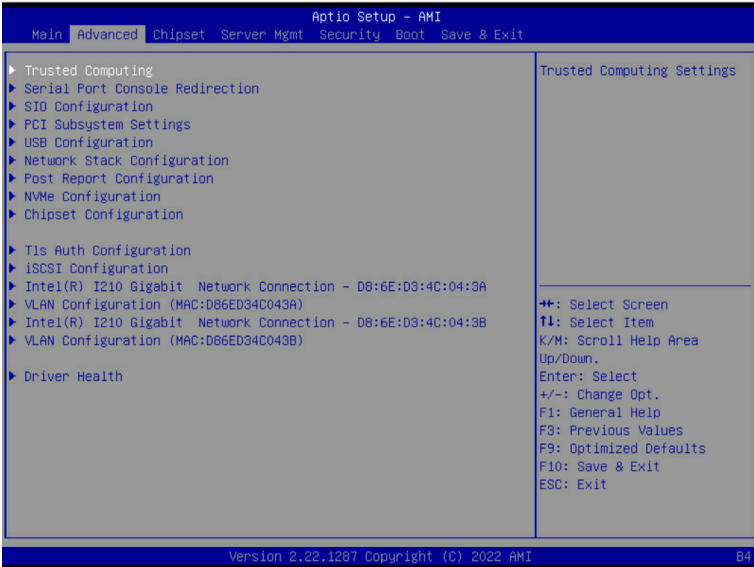 Aptio Setup – AMI
Main Advanced Chipset Server Mgmt Security Boot Save & Exit
Trusted Computing
Serial Port Console Redirection
SIO Configuration
PCI Subsystem Settings
USB Configuration
Network Stack Configuration
Post Report Configuration
NVMe Configuration
Chipset Configuration
Tls Auth Configuration
iSCSI Configuration
Intel(R) I210 Gigabit  Network Connection – D8:6E:D3:4C:04:3A
VLAN Configuration (MAC:D86ED34C043A)
Intel(R) I210 Gigabit  Network Connection – D8:6E:D3:4C:04:3B
VLAN Configuration (MAC:D86ED34C043B)
Driver Health
Trusted Computing Settings
→←: Select Screen
↑↓: Select Item
K/M: Scroll Help Area
Up/Down.
Enter: Select
+/–: Change Opt.
F1: General Help
F3: Previous Values
F9: Optimized Defaults
F10: Save & Exit
ESC: Exit
Version 2.22.1287 Copyright (C) 2022 AMI
B4